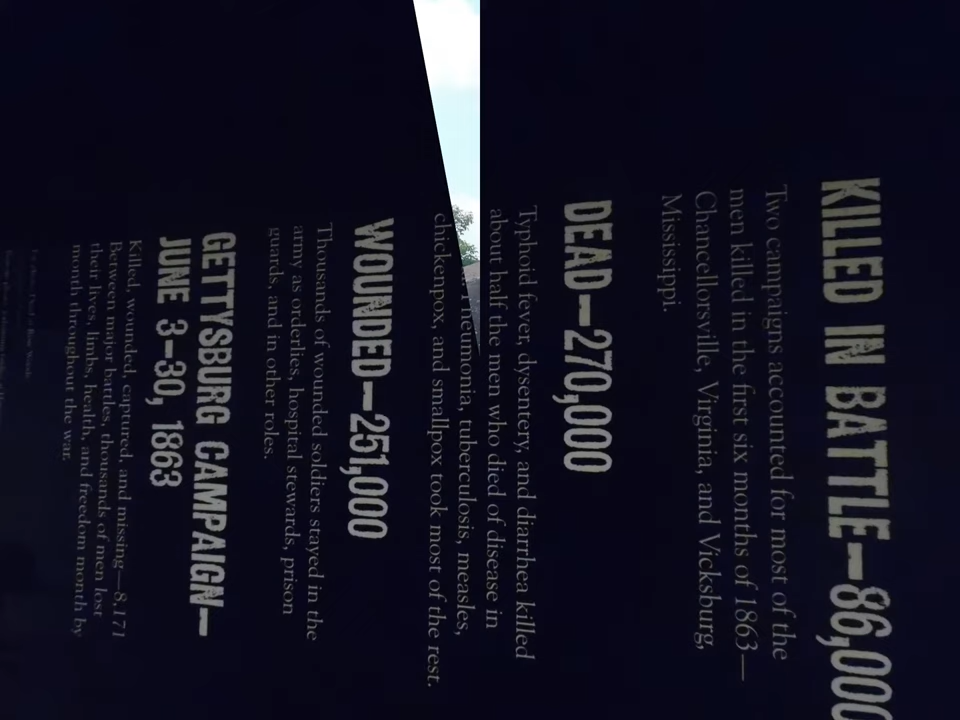 KILLED IN BATTLE—86,000
Two campaigns accounted for most of the
men killed in the first six months of 1863—
Chancellorsville, Virginia, and Vicksburg,
Mississippi.
DEAD—270,000
Typhoid fever, dysentery, and diarrhea killed
about half the men who died of disease in
Pneumonia, tuberculosis, measles,
chickenpox, and smallpox took most of the rest.
WOUNDED—251,000
Thousands of wounded soldiers stayed in the
army as orderlies, hospital stewards, prison
guards, and in other roles.
GETTYSBURG CAMPAIGN—
JUNE 3–30, 1863
Killed, wounded, captured, and missing—8,171
Between major battles, thousands of men lost
their lives, limbs, health, and freedom month by
month throughout the war.